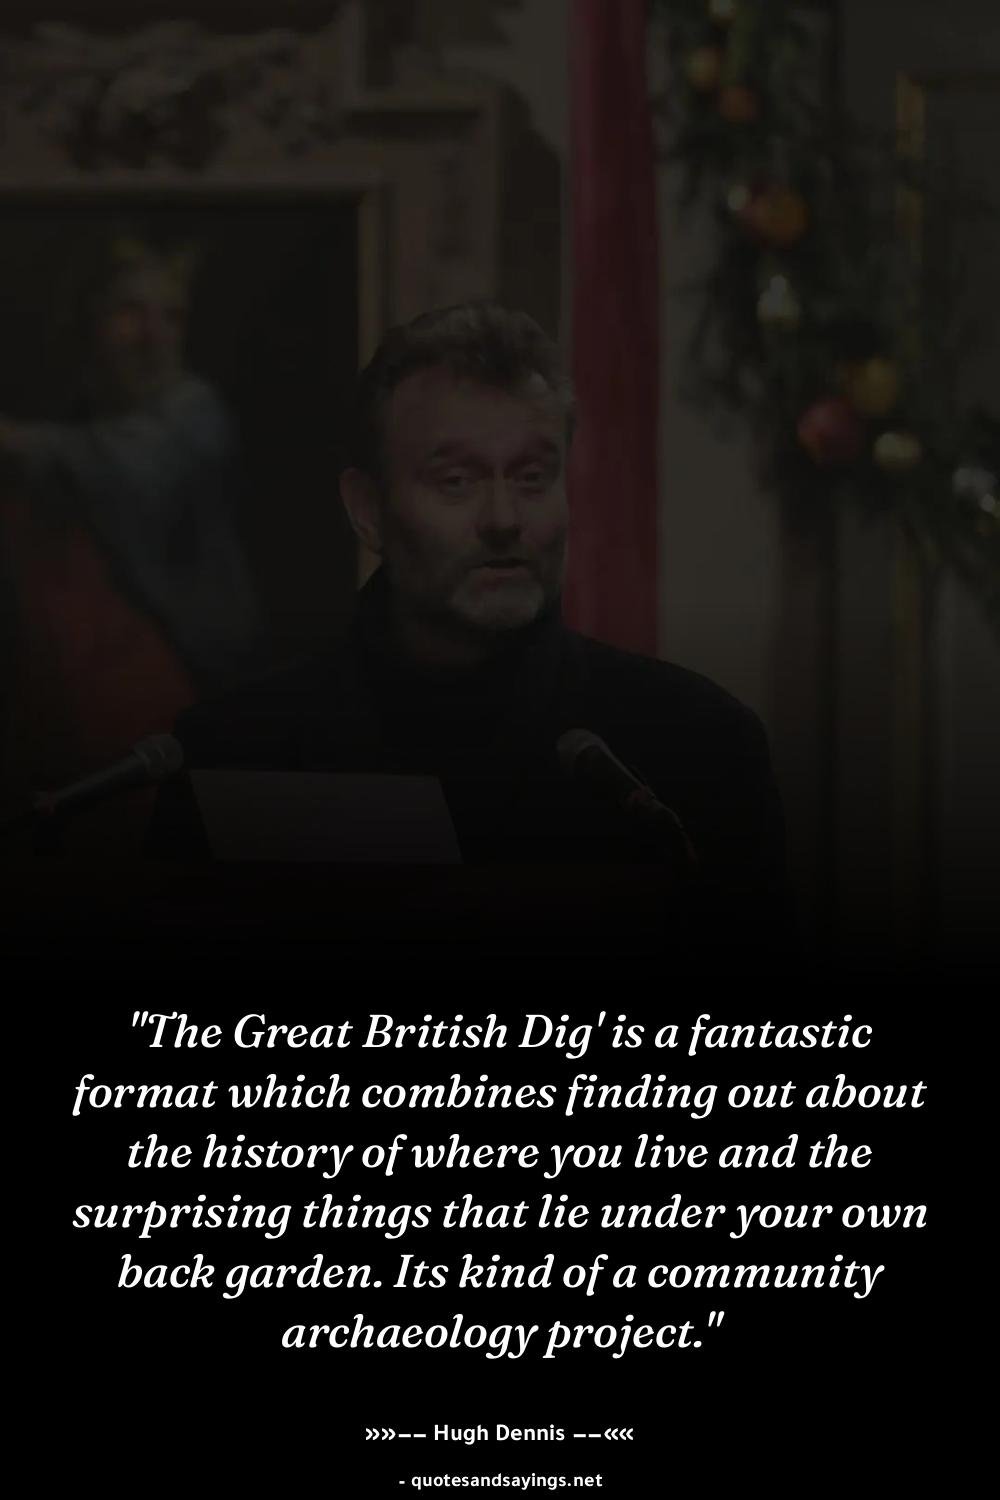 "The Great British Dig' is a fantastic
format which combines finding out about
the history of where you live and the
surprising things that lie under your own
back garden. Its kind of a community
archaeology project."
»»–– Hugh Dennis ––««
- quotesandsayings.net